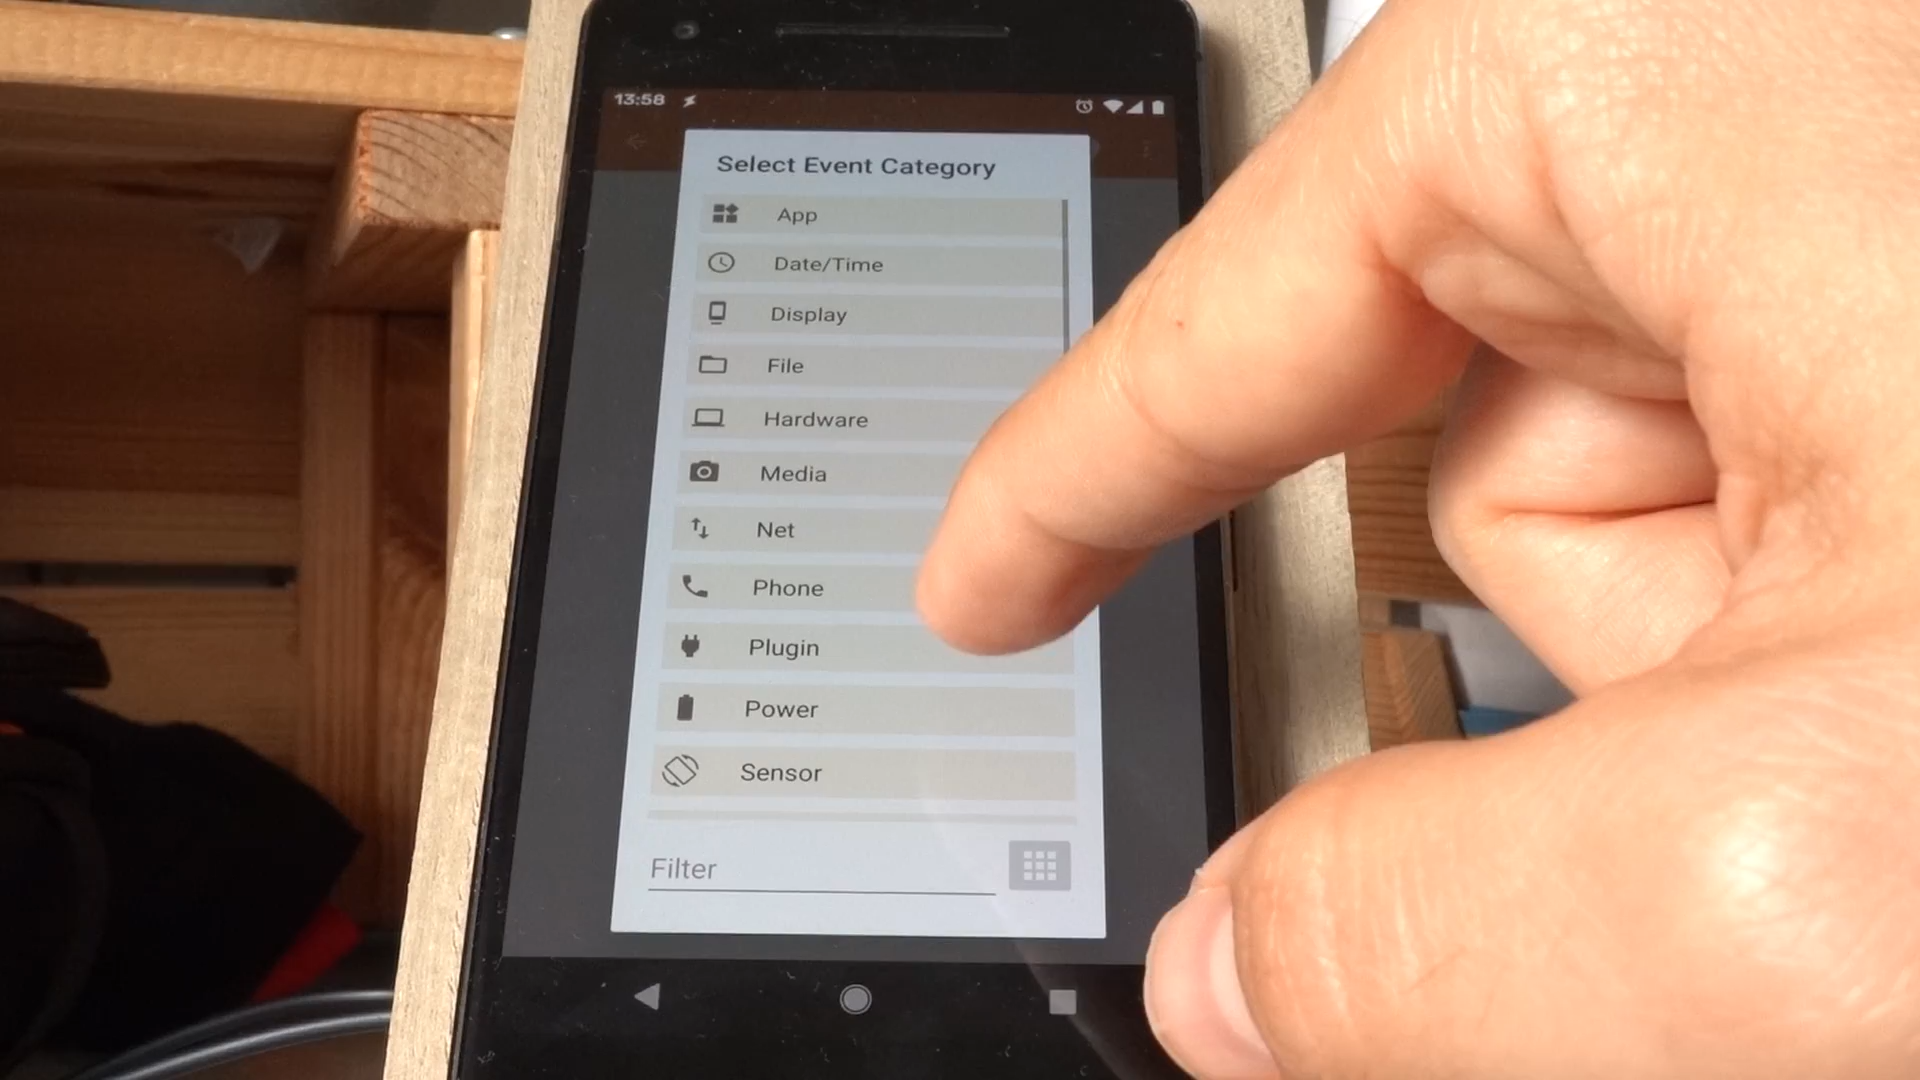 13:58
Select Event Category
App
Date/Time
Display
File
Hardware
Media
Net
Phone
Plugin
Power
Sensor
Filter